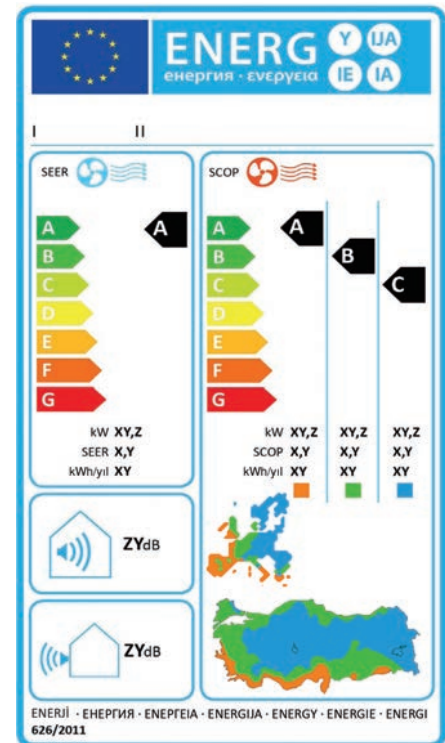 ENERG Y IJA
енергия · ενεργεια IE IA
I II
SEER
A A
B
C
D
E
F
G
kW XY,Z
SEER X,Y
kWh/yıl XY
SCOP
A A
B B
C C
D
E
F
G
kW XY,Z XY,Z XY,Z
SCOP X,Y X,Y X,Y
kWh/yıl XY XY XY
ZYdB
ZYdB
ENERJİ · ЕНЕРГИЯ · ΕΝΕΡΓΕΙΑ · ENERGIJA · ENERGY · ENERGIE · ENERGI
626/2011